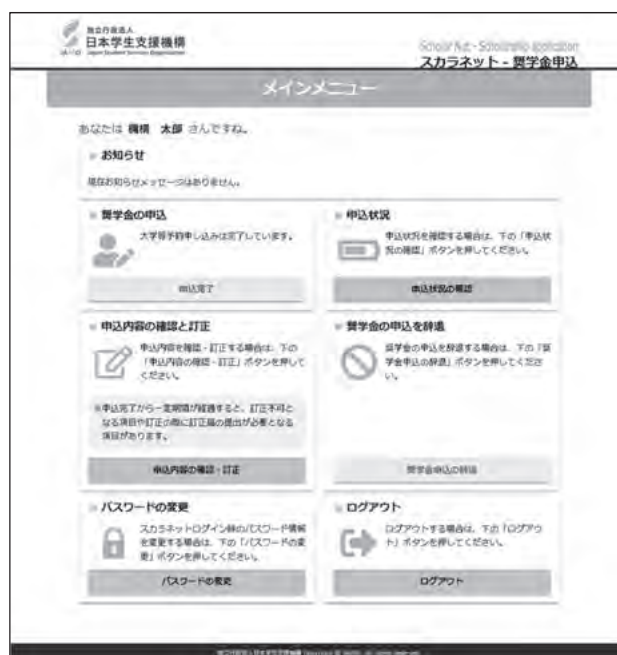 独立行政法人
日本学生支援機構
Japan Student Services Organization
Scholar Net - Scholarship application
スカラネット - 奨学金申込
メインメニュー
あなたは 機構 太郎 さんですね。
お知らせ
現在お知らせメッセージはありません。
奨学金の申込
大学等予約申し込みは完了しています。
申込完了
申込状況
申込状況を確認する場合は、下の「申込状
況の確認」ボタンを押してください。
申込状況の確認
申込内容の確認と訂正
申込内容を確認・訂正する場合は、下の
「申込内容の確認・訂正」ボタンを押して
ください。
※申込完了から一定期間が経過すると、訂正不可と
なる項目や訂正の際に訂正届の提出が必要となる
項目があります。
申込内容の確認・訂正
奨学金の申込を辞退
奨学金の申込を辞退する場合は、下の「奨
学金申込の辞退」ボタンを押してくださ
い。
奨学金申込の辞退
パスワードの変更
スカラネットログイン時のパスワード情報
を変更する場合は、下の「パスワードの変
更」ボタンを押してください。
パスワードの変更
ログアウト
ログアウトする場合は、下の「ログアウ
ト」ボタンを押してください。
ログアウト